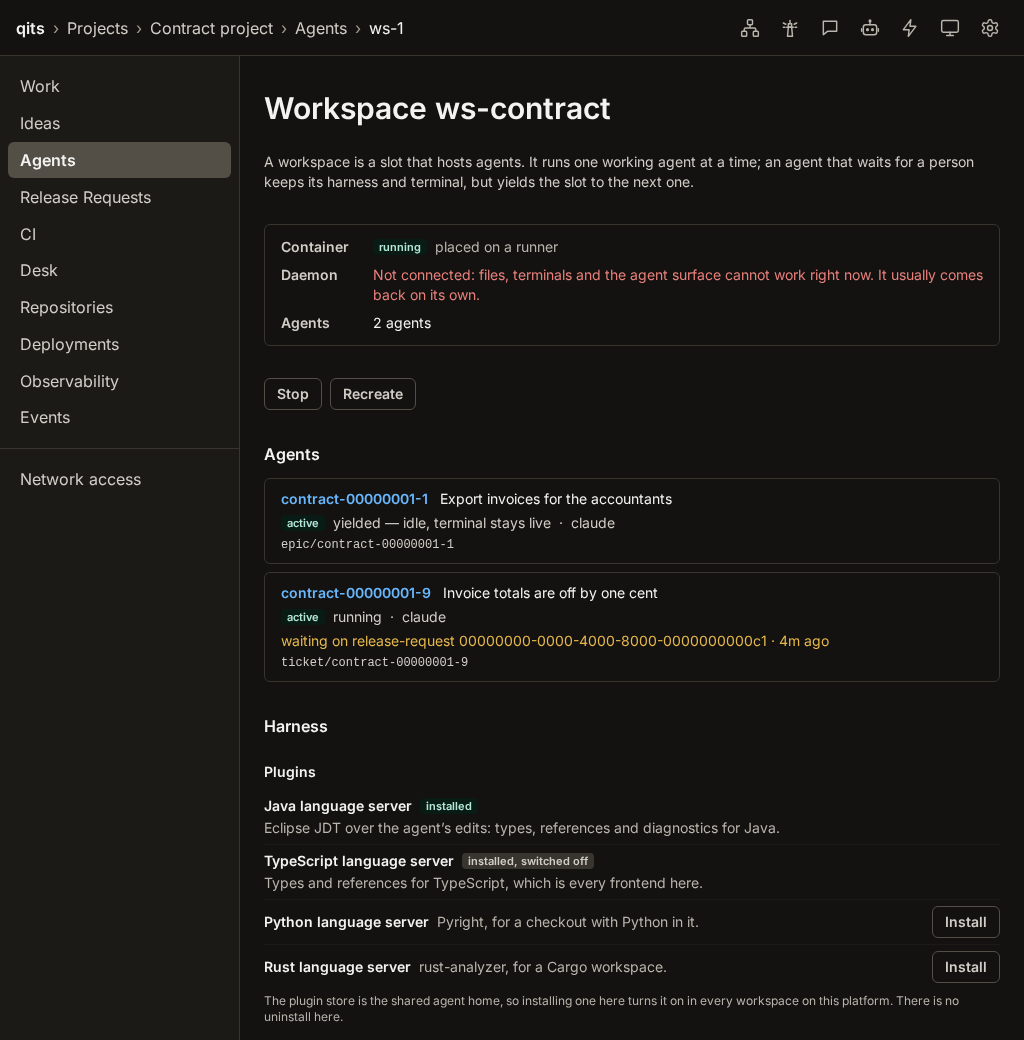 qits › Projects › Contract project › Agents › ws-1
Work
Ideas
Agents
Release Requests
CI
Desk
Repositories
Deployments
Observability
Events
Network access
Workspace ws-contract
A workspace is a slot that hosts agents. It runs one working agent at a time; an agent that waits for a person
keeps its harness and terminal, but yields the slot to the next one.
Container running placed on a runner
Daemon Not connected: files, terminals and the agent surface cannot work right now. It usually comes
back on its own.
Agents 2 agents
Stop Recreate
Agents
contract-00000001-1 Export invoices for the accountants
active yielded — idle, terminal stays live · claude
epic/contract-00000001-1
contract-00000001-9 Invoice totals are off by one cent
active running · claude
waiting on release-request 00000000-0000-4000-8000-0000000000c1 · 4m ago
ticket/contract-00000001-9
Harness
Plugins
Java language server installed
Eclipse JDT over the agent’s edits: types, references and diagnostics for Java.
TypeScript language server installed, switched off
Types and references for TypeScript, which is every frontend here.
Python language server Pyright, for a checkout with Python in it. Install
Rust language server rust-analyzer, for a Cargo workspace. Install
The plugin store is the shared agent home, so installing one here turns it on in every workspace on this platform. There is no
uninstall here.